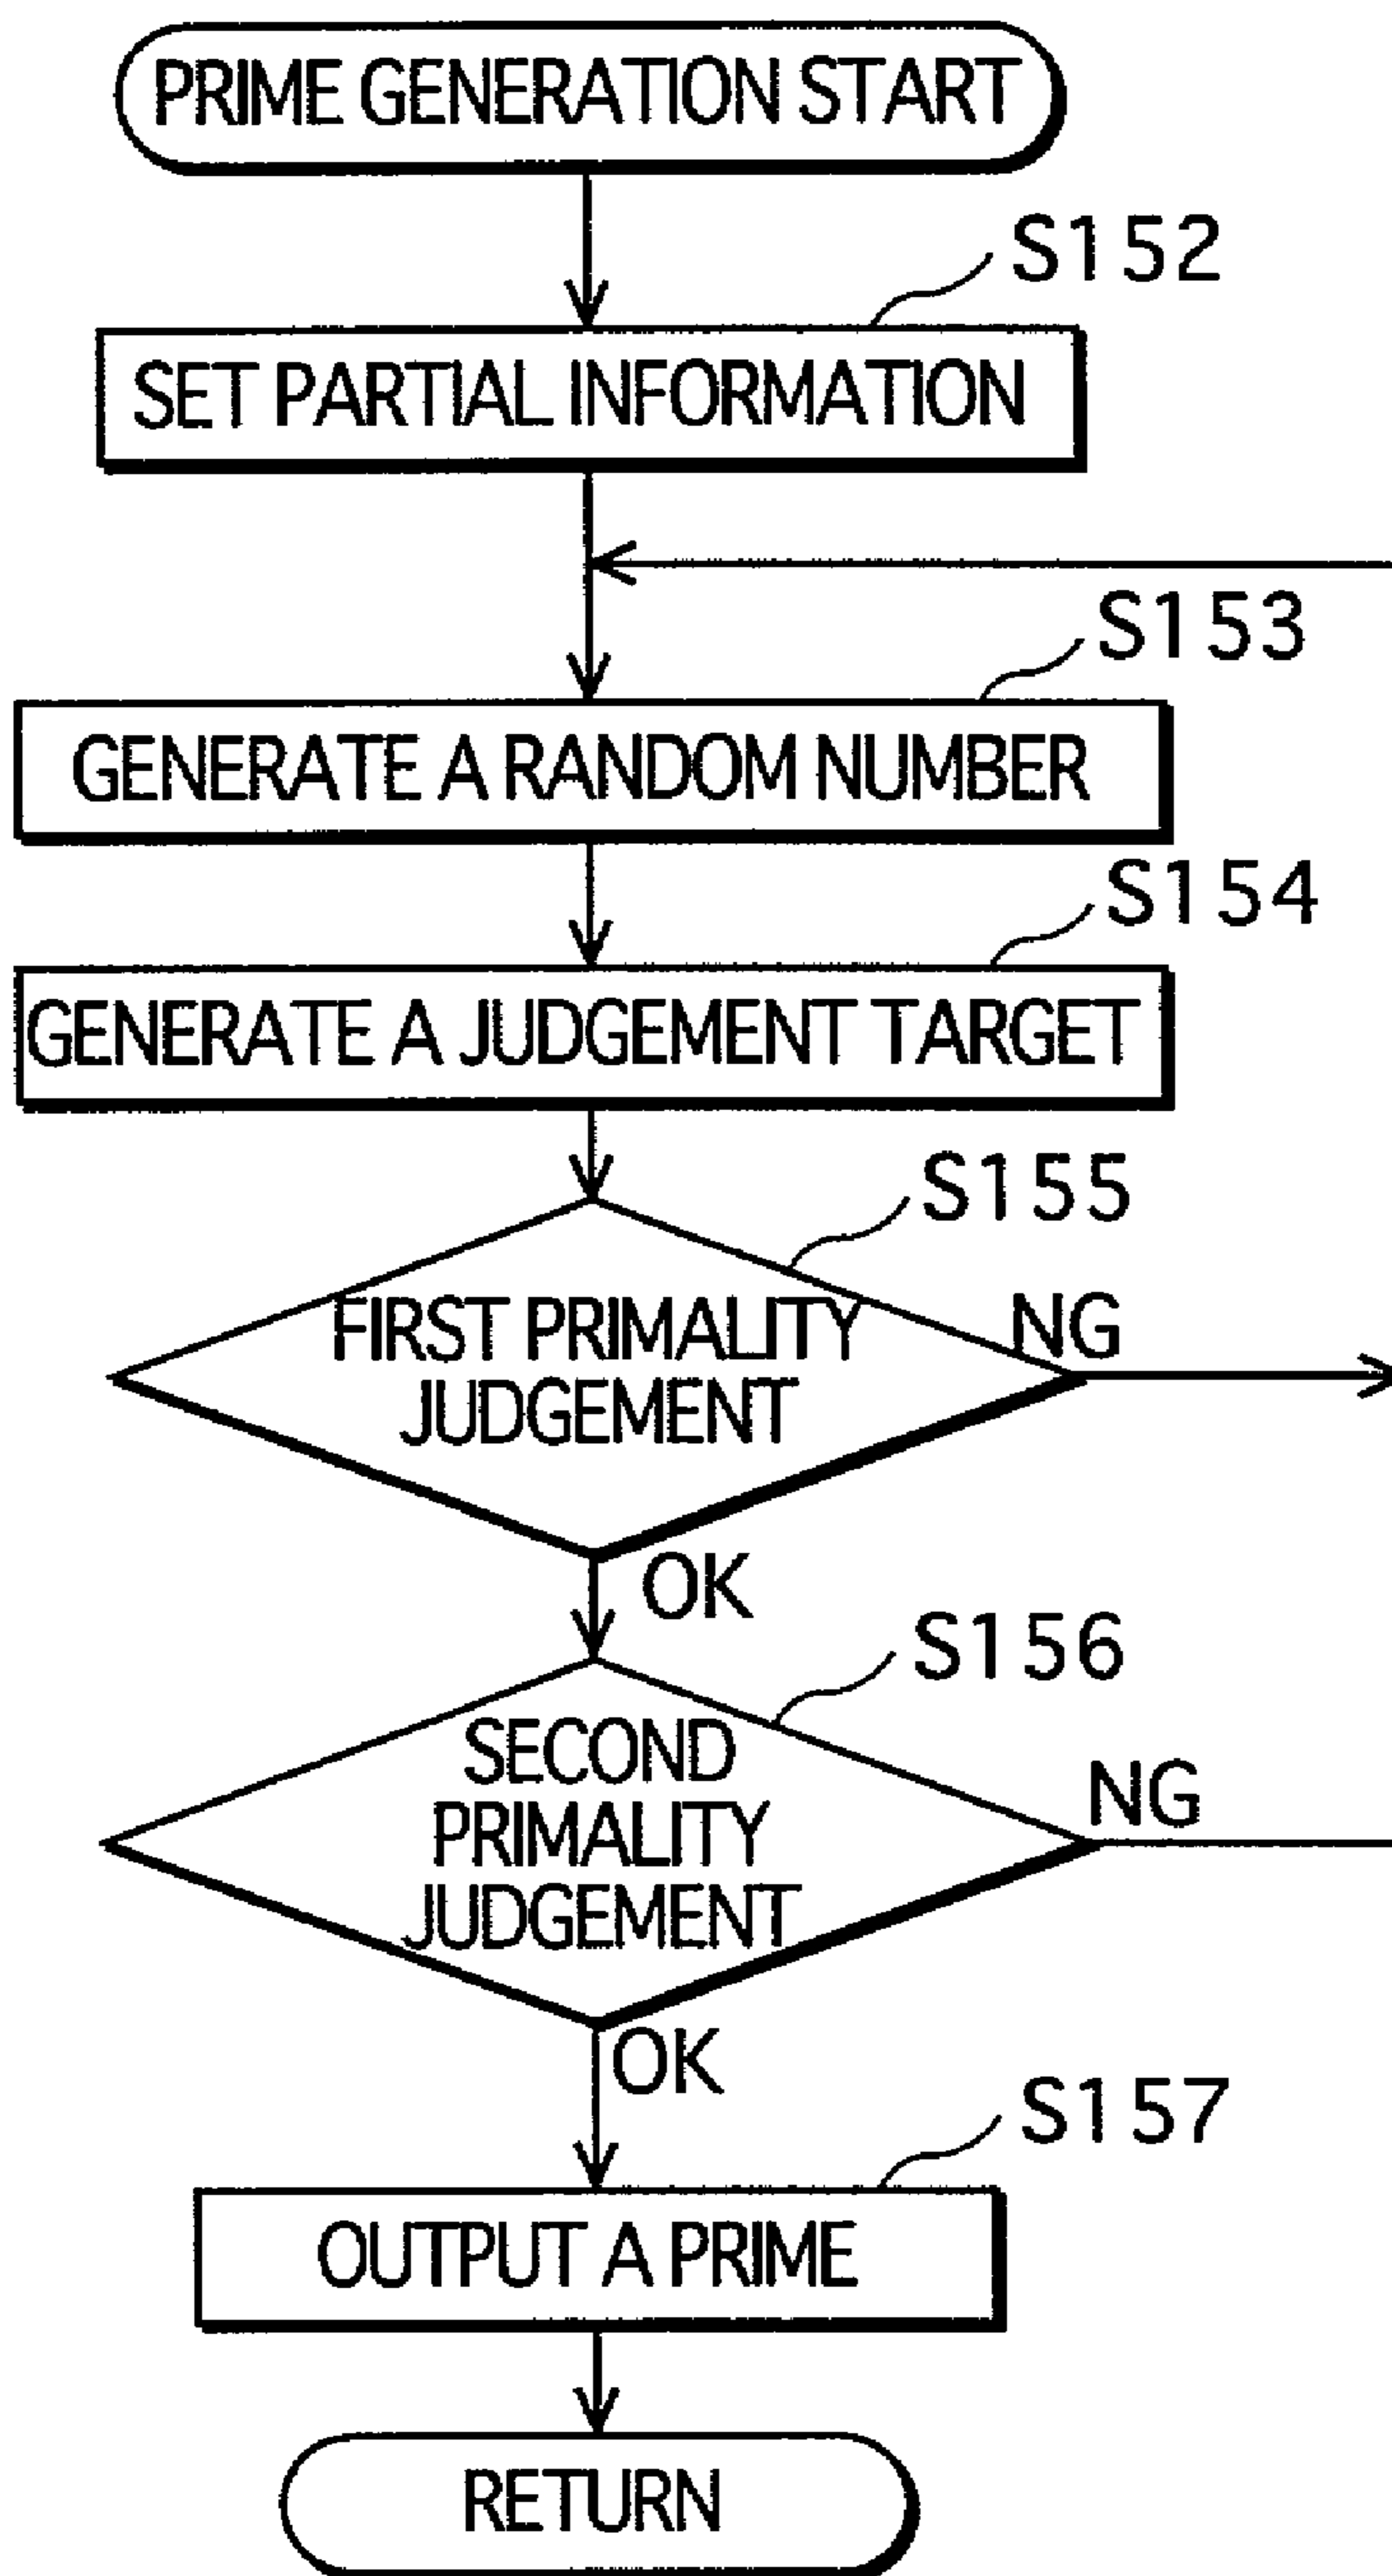 PRIME GENERATION START
S152
SET PARTIAL INFORMATION
S153
GENERATE A RANDOM NUMBER
S154
GENERATE A JUDGEMENT TARGET
S155
FIRST PRIMALITY
JUDGEMENT
NG
OK
S156
SECOND
PRIMALITY
JUDGEMENT
NG
OK
S157
OUTPUT A PRIME
RETURN